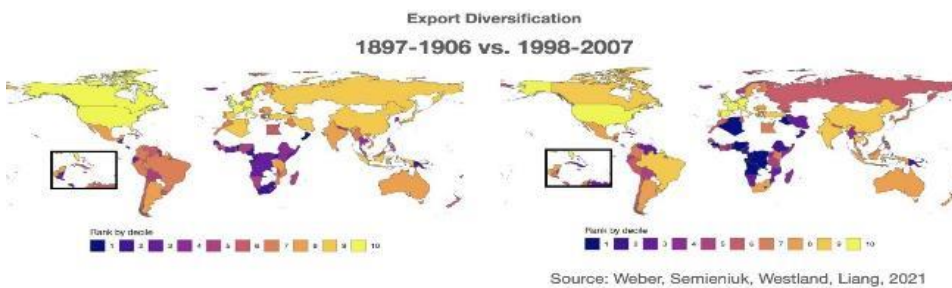 Export Diversification
1897-1906 vs. 1998-2007
Rank by decile
1 2 3 4 5 6 7 8 9 10
Rank by decile
1 2 3 4 5 6 7 8 9 10
Source: Weber, Semieniuk, Westland, Liang, 2021